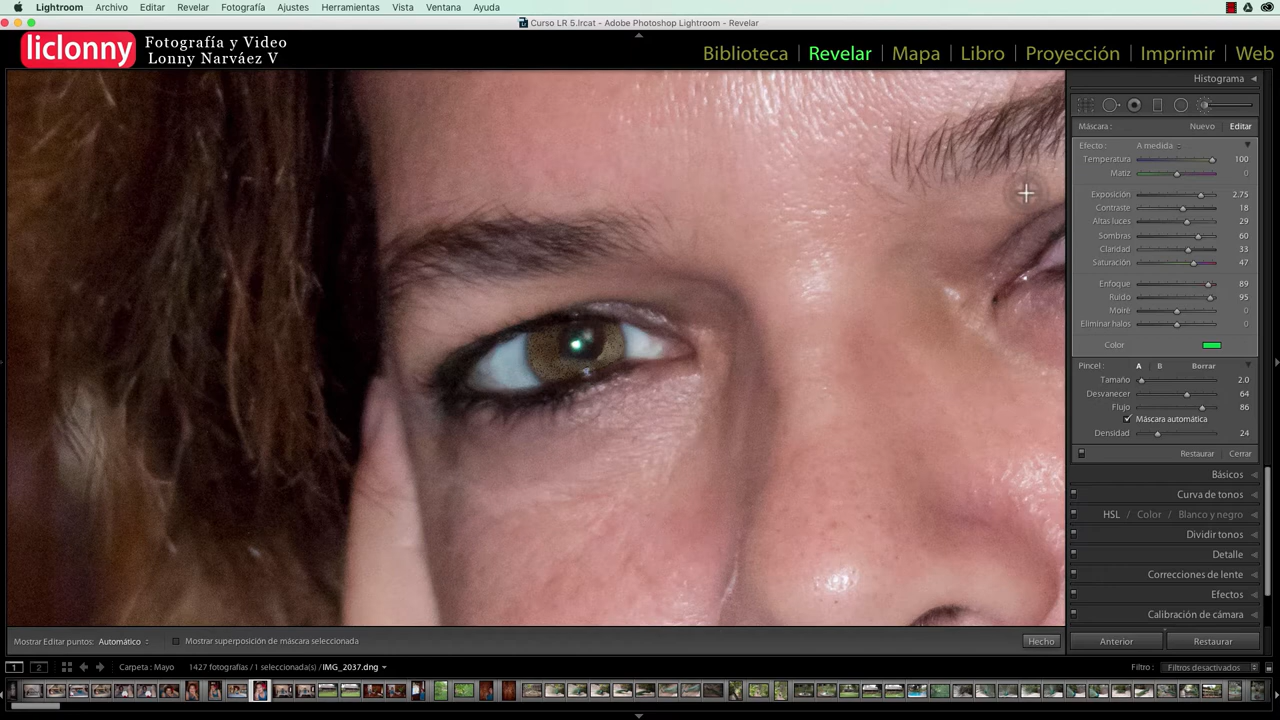 Lightroom Archivo Editar Revelar Fotografía Ajustes Herramientas Vista Ventana Ayuda
Curso LR 5.lrcat - Adobe Photoshop Lightroom - Revelar
liclonny
Fotografía y Video
Lonny Narváez V
Biblioteca Revelar Mapa Libro Proyección Imprimir Web
Histograma
Máscara : Nuevo Editar
Efecto : A medida
Temperatura 100
Matiz 0
Exposición 2.75
Contraste 18
Altas luces 29
Sombras 60
Claridad 33
Saturación 47
Enfoque 89
Ruido 95
Moiré 0
Eliminar halos 0
Color
Pincel : A B Borrar
Tamaño 2.0
Desvanecer 64
Flujo 86
Máscara automática
Densidad 24
Restaurar Cerrar
Básicos
Curva de tonos
HSL / Color / Blanco y negro
Dividir tonos
Detalle
Correcciones de lente
Efectos
Calibración de cámara
Mostrar Editar puntos: Automático Mostrar superposición de máscara seleccionada Hecho Anterior Restaurar
1 2 Carpeta : Mayo 1427 fotografías / 1 seleccionada(s) / IMG_2037.dng Filtro : Filtros desactivados